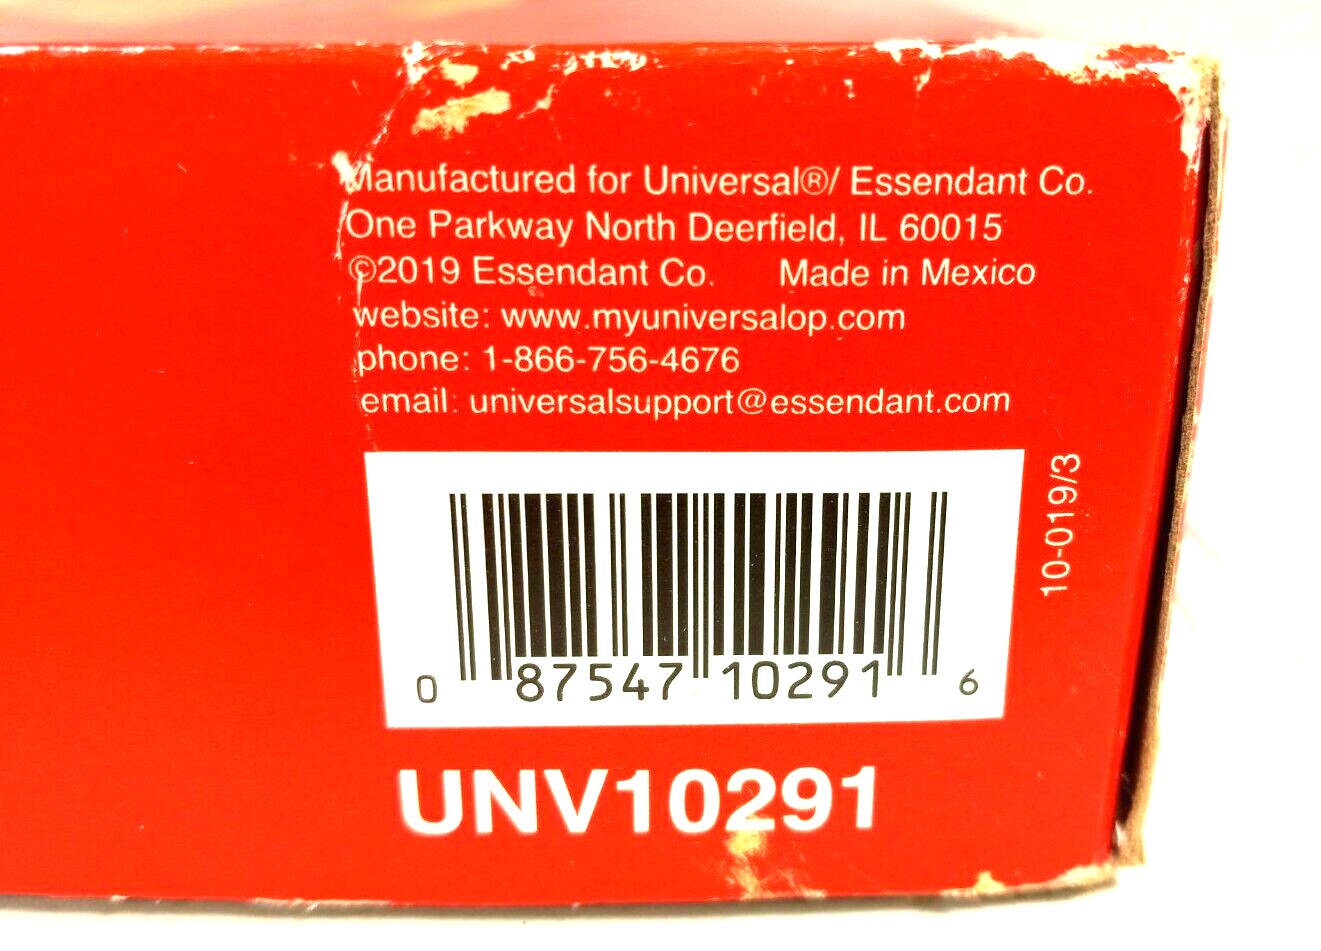 Manufactured for Universal®/ Essendant Co.
One Parkway North Deerfield, IL 60015
©2019 Essendant Co. Made in Mexico
website: www.myuniversalop.com
phone: 1-866-756-4676
email: universalsupport@essendant.com
10-019/3
0 87547 10291 6
UNV10291